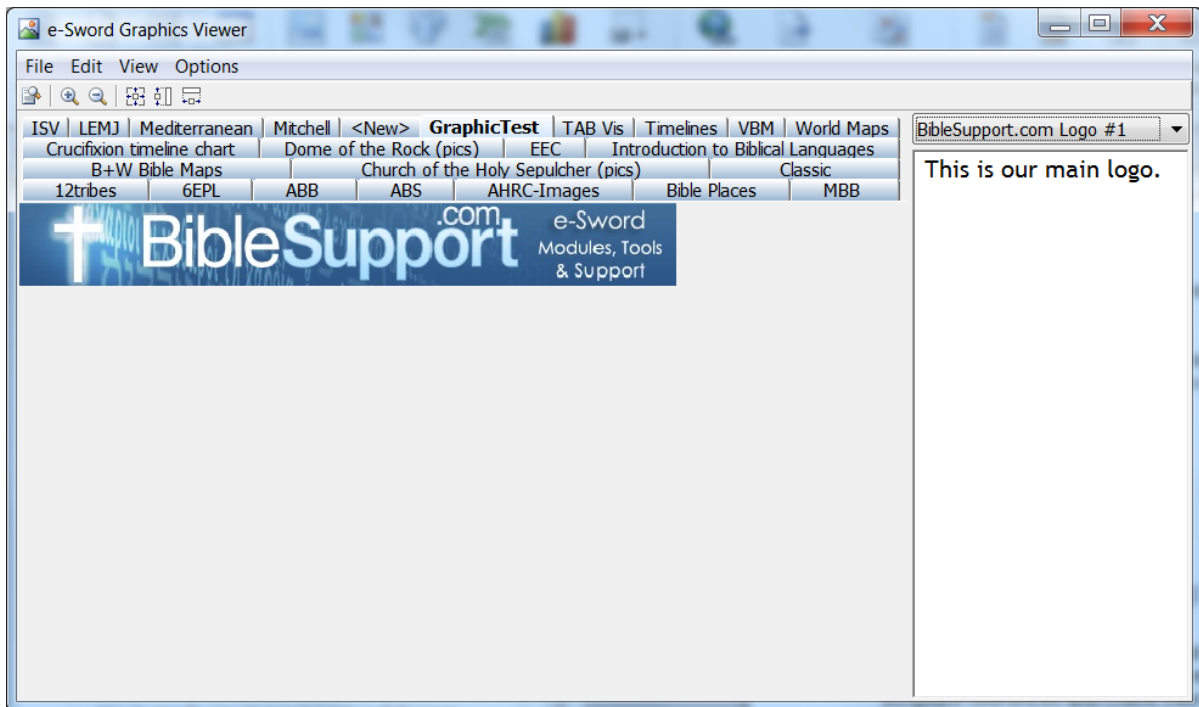 e-Sword Graphics Viewer
File Edit View Options
ISV LEMJ Mediterranean Mitchell <New> GraphicTest TAB Vis Timelines VBM World Maps
Crucifixion timeline chart Dome of the Rock (pics) EEC Introduction to Biblical Languages
B+W Bible Maps Church of the Holy Sepulcher (pics) Classic
12tribes 6EPL ABB ABS AHRC-Images Bible Places MBB
BibleSupport.com
e-Sword
Modules, Tools
& Support
BibleSupport.com Logo #1
This is our main logo.